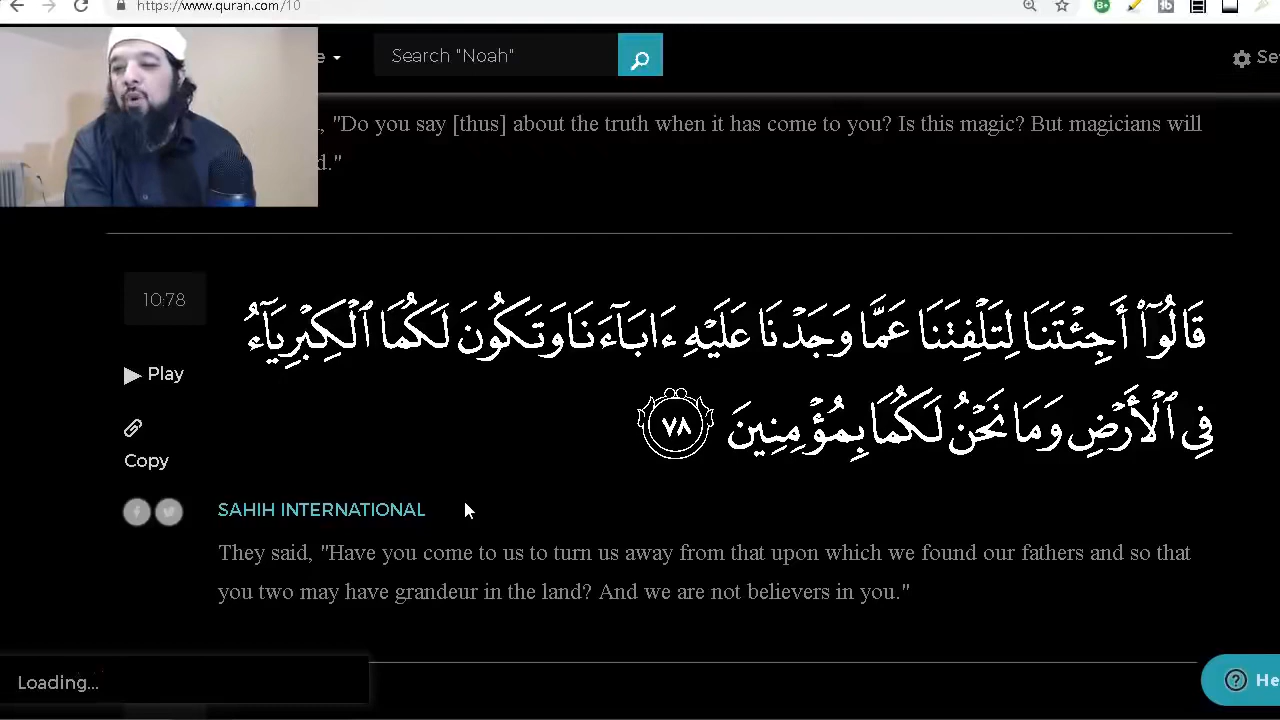 https://www.quran.com/10
Search "Noah"
"Do you say [thus] about the truth when it has come to you? Is this magic? But magicians will
10:78
قَالُوٓا۟ أَجِئْتَنَا لِتَلْفِتَنَا عَمَّا وَجَدْنَا عَلَيْهِ ءَابَآءَنَا وَتَكُونَ لَكُمَا ٱلْكِبْرِيَآءُ
فِى ٱلْأَرْضِ وَمَا نَحْنُ لَكُمَا بِمُؤْمِنِينَ ٧٨
Play
Copy
SAHIH INTERNATIONAL
They said, "Have you come to us to turn us away from that upon which we found our fathers and so that
you two may have grandeur in the land? And we are not believers in you."
Loading...